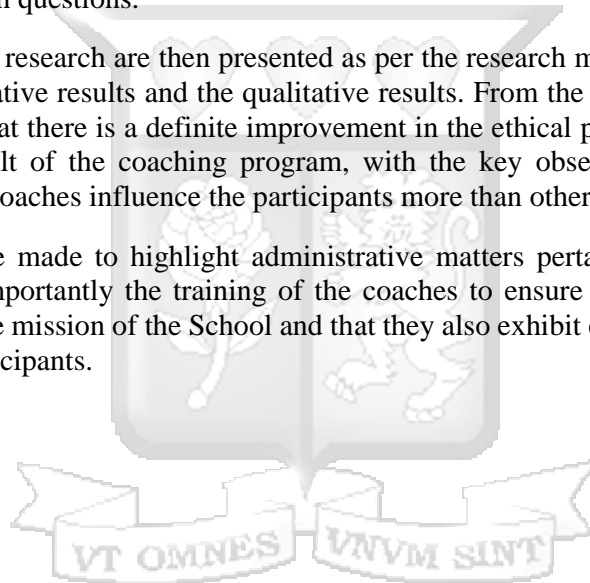 questions.
research are then presented as per the research
ative results and the qualitative results. From the
at there is a definite improvement in the ethical
lt of the coaching program, with the key
oaches influence the participants more than other
e made to highlight administrative matters
mportantly the training of the coaches to ensure
e mission of the School and that they also exhibit
cipants.
VT OMNES VNVM SINT